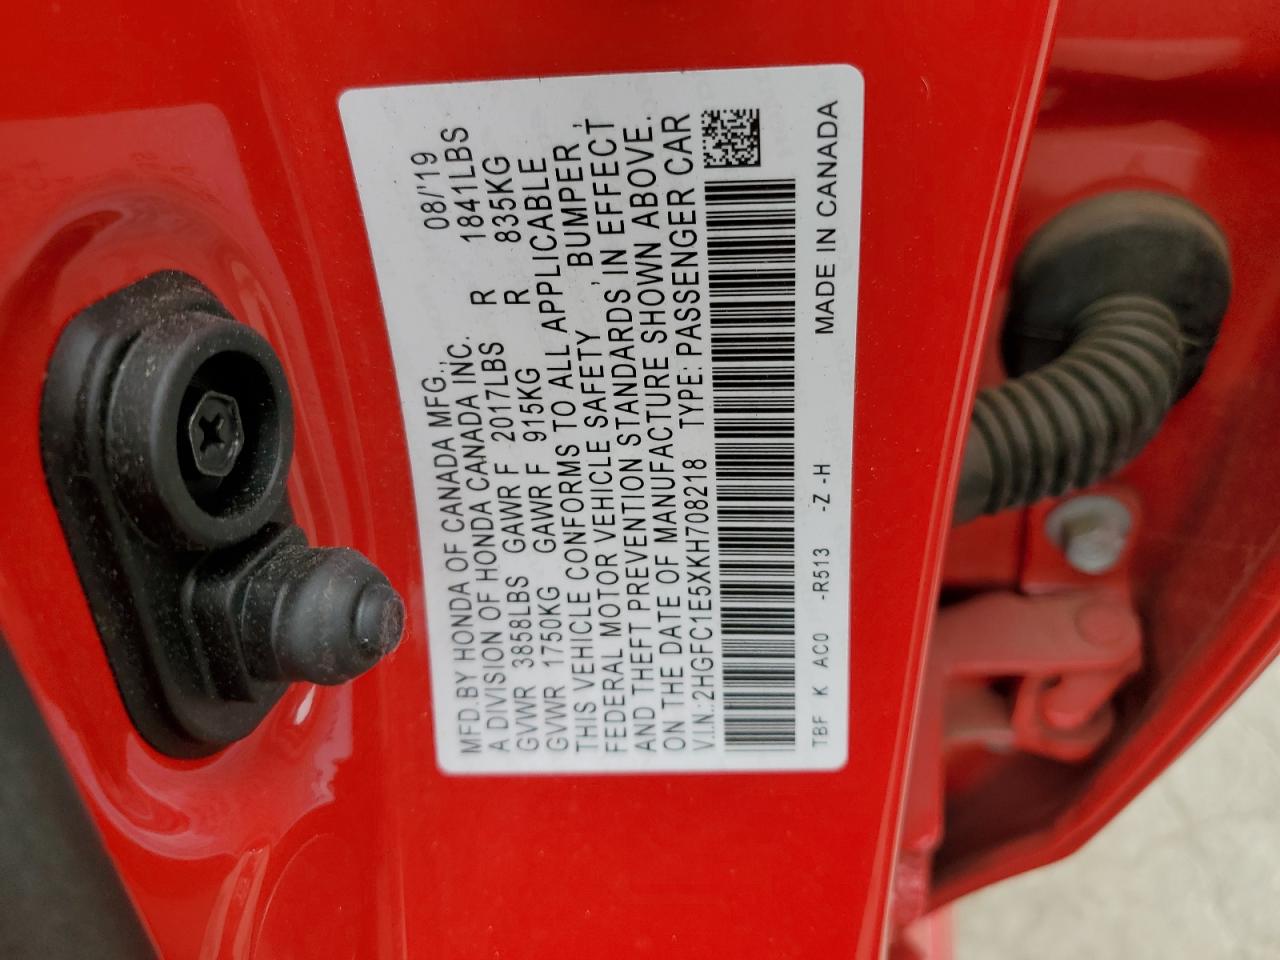 MFD.BY HONDA OF CANADA MFG., 08/'19
A DIVISION OF HONDA CANADA INC.
GVWR 3858LBS GAWR F 2017LBS R 1841LBS
GVWR 1750KG GAWR F 915KG R 835KG
THIS VEHICLE CONFORMS TO ALL APPLICABLE
FEDERAL MOTOR VEHICLE SAFETY , BUMPER,
AND THEFT PREVENTION STANDARDS, IN EFFECT
ON THE DATE OF MANUFACTURE SHOWN ABOVE.
V.I.N.:2HGFC1E5XKH708218 TYPE: PASSENGER CAR
TBF K AC0 -R513 -Z -H MADE IN CANADA